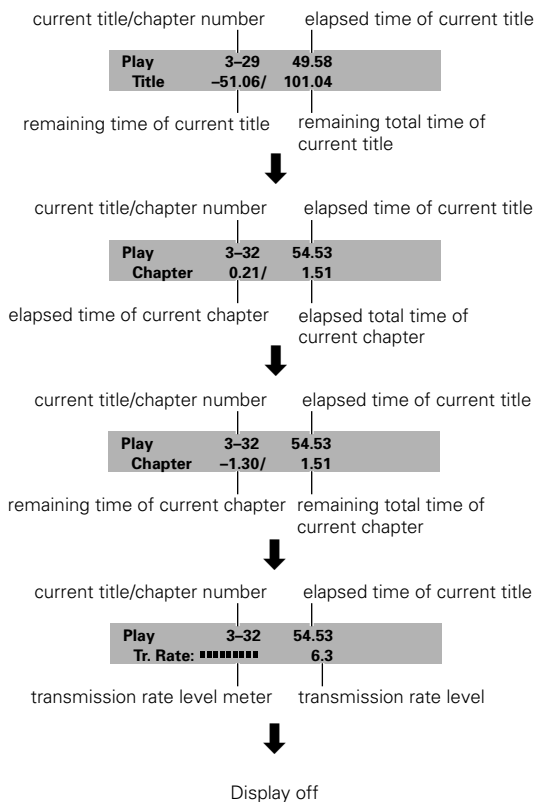 current title/chapter number elapsed time of current title
Play 3–29 49.58
Title –51.06/ 101.04
remaining time of current title remaining total time of
current title
current title/chapter number elapsed time of current title
Play 3–32 54.53
Chapter 0.21/ 1.51
elapsed time of current chapter elapsed total time of
current chapter
current title/chapter number elapsed time of current title
Play 3–32 54.53
Chapter –1.30/ 1.51
remaining time of current chapter remaining total time of
current chapter
current title/chapter number elapsed time of current title
Play 3–32 54.53
Tr. Rate: 6.3
transmission rate level meter transmission rate level
Display off